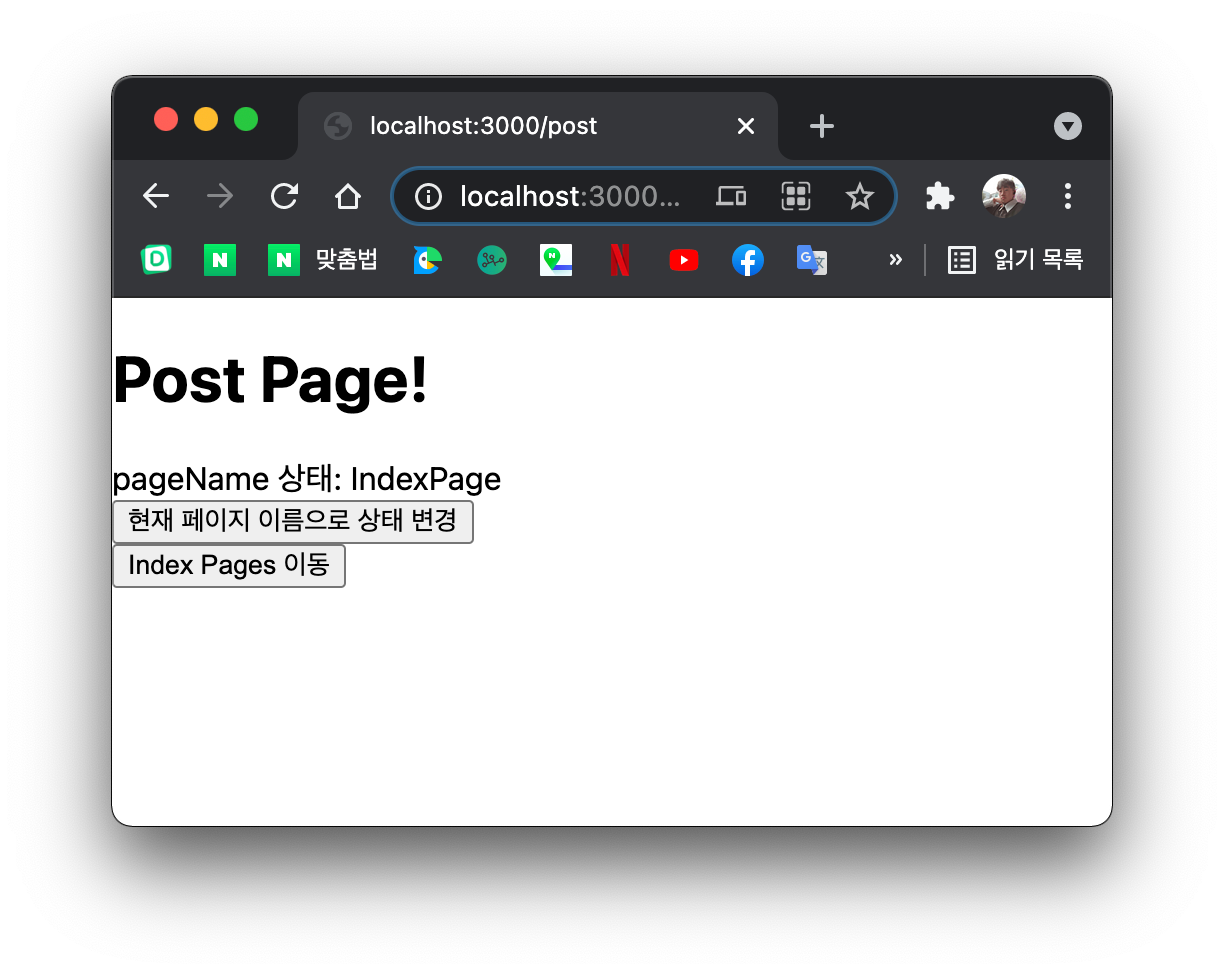 localhost:3000/post
localhost:3000...
D N N 맞춤법 N N G 文 » 읽기 목록
Post Page!
pageName 상태: IndexPage
현재 페이지 이름으로 상태 변경
Index Pages 이동